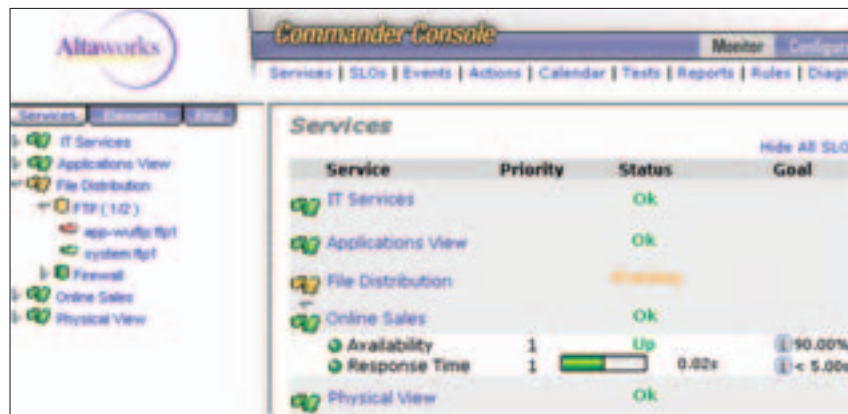 Altaworks
Commander Console
Monitor
Services | SLOs | Events | Actions | Calendar | Tests | Reports | Rules |
Services Elements Find
IT Services
Applications View
File Distribution
FTP (1/2)
system:ftp1
Firewall
Online Sales
Physical View
Services
Hide All
Service Priority Status Goal
IT Services Ok
Applications View Ok
File Distribution
Online Sales Ok
Availability 1 Up 90.00%
Response Time 1 0.02s < 5.00s
Physical View Ok